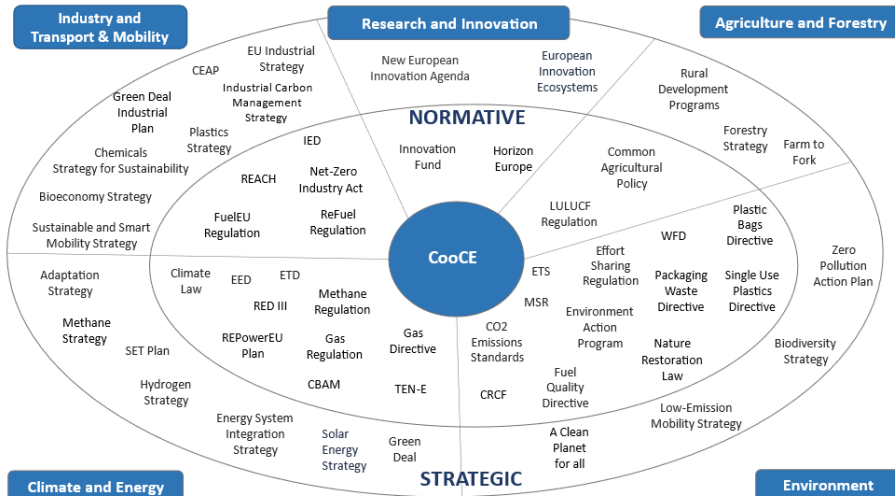 Industry and
Transport & Mobility
Research and Innovation
Agriculture and Forestry
EU Industrial
Strategy
CEAP
Industrial Carbon
Management
Strategy
Green Deal
Industrial
Plan
Plastics
Strategy
Chemicals
Strategy for Sustainability
Bioeconomy Strategy
Sustainable and Smart
Mobility Strategy
IED
REACH
Net-Zero
Industry Act
FuelEU
Regulation
ReFuel
Regulation
New European
Innovation Agenda
European
Innovation
Ecosystems
NORMATIVE
Innovation
Fund
Horizon
Europe
Rural
Development
Programs
Forestry
Strategy
Farm to
Fork
Common
Agricultural
Policy
LULUCF
Regulation
CooCE
Adaptation
Strategy
Methane
Strategy
SET Plan
Hydrogen
Strategy
Energy System
Integration
Strategy
Solar
Energy
Strategy
Green
Deal
Climate
Law
EED
ETD
RED III
Methane
Regulation
REPowerEU
Plan
Gas
Regulation
Gas
Directive
CBAM
TEN-E
ETS
MSR
Effort
Sharing
Regulation
WFD
Plastic
Bags
Directive
Packaging
Waste
Directive
Single Use
Plastics
Directive
Environment
Action
Program
CO2
Emissions
Standards
Nature
Restoration
Law
CRCF
Fuel
Quality
Directive
Zero
Pollution
Action Plan
Biodiversity
Strategy
Low-Emission
Mobility Strategy
A Clean
Planet
for all
STRATEGIC
Climate and Energy
Environment